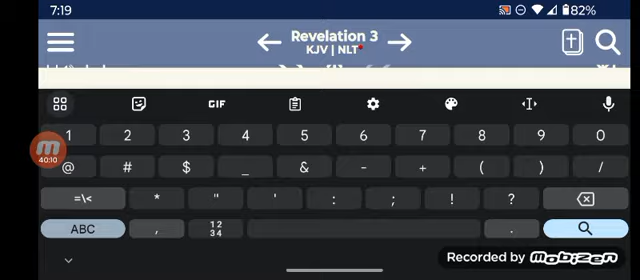 7:19 82%
Revelation 3
KJV | NLT
GIF
1 2 3 4 5 6 7 8 9 0
40:10
@ # $ _ & - + ( ) /
=\< * " ' : ; ! ?
ABC , 12 34 .
Recorded by mobizen